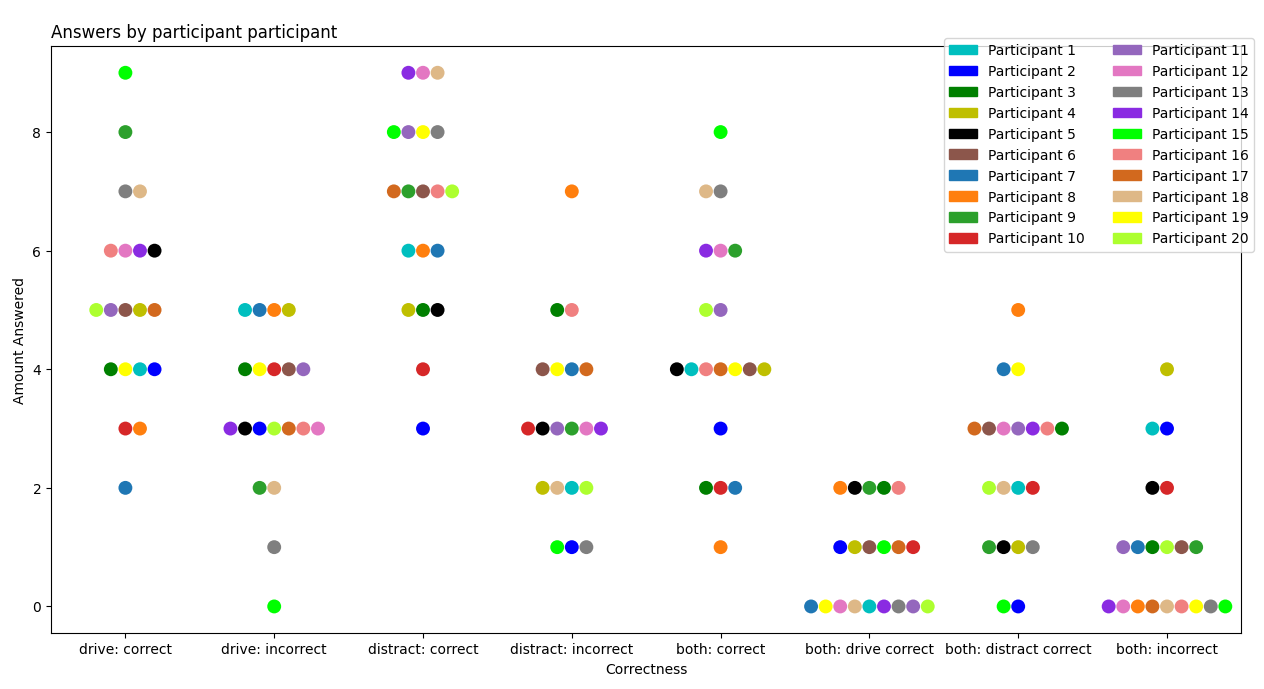 Answers by participant participant
Participant 1
Participant 2
Participant 3
Participant 4
Participant 5
Participant 6
Participant 7
Participant 8
Participant 9
Participant 10
Participant 11
Participant 12
Participant 13
Participant 14
Participant 15
Participant 16
Participant 17
Participant 18
Participant 19
Participant 20
Amount Answered
8
6
4
2
0
drive: correct
drive: incorrect
distract: correct
distract: incorrect
both: correct
both: drive correct
both: distract correct
both: incorrect
Correctness